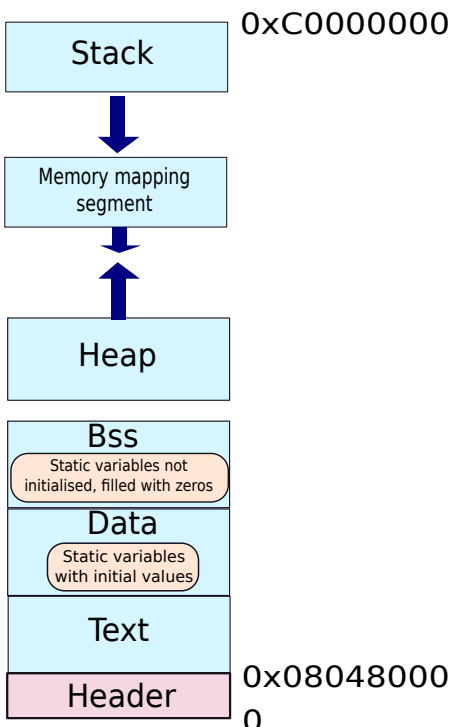 0xC0000000
Stack
Memory mapping
segment
Heap
Bss
Static variables not
initialised, filled with zeros
Data
Static variables
with initial values
Text
0x08048000
Header
0